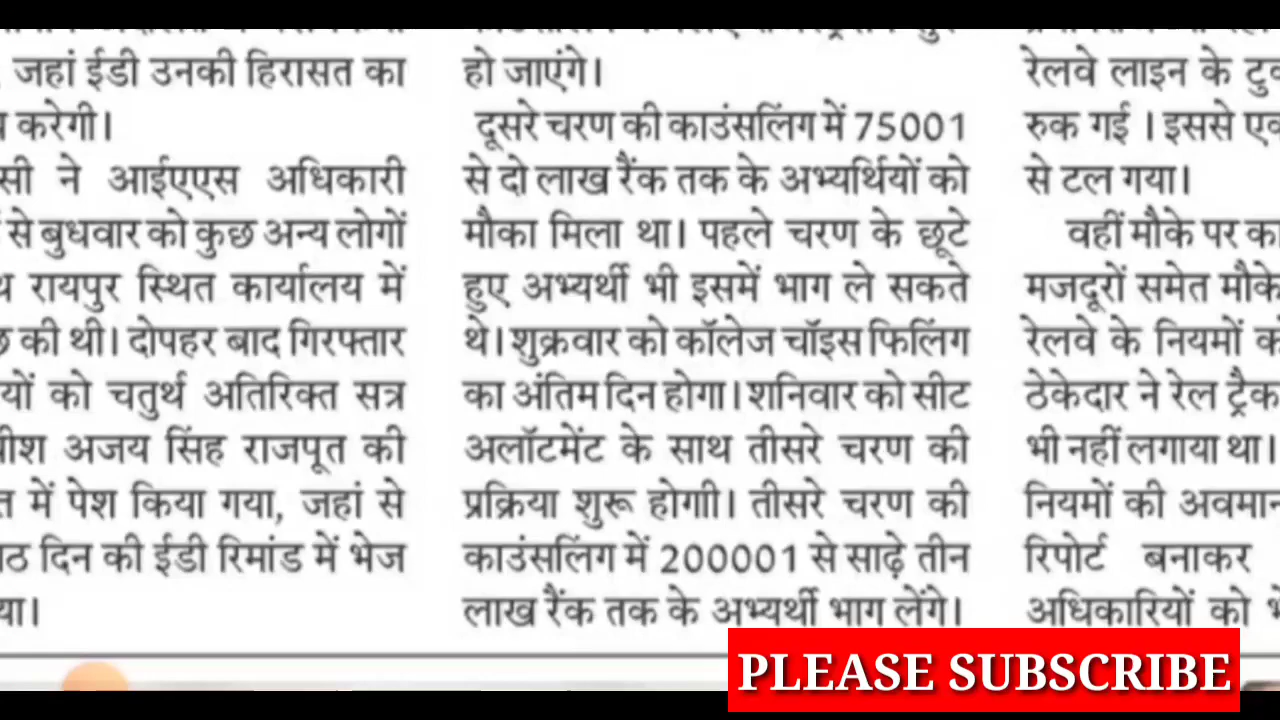 जहां ईडी उनकी हिरासत का
करेगी।
ने आईएएस अधिकारी
से बुधवार को कुछ अन्य लोगों
रायपुर स्थित कार्यालय में
की थी। दोपहर बाद गिरफ्तार
को चतुर्थ अतिरिक्त सत्र
अजय सिंह राजपूत की
में पेश किया गया, जहां से
दिन की ईडी रिमांड में भेज
हो जाएंगे।
दूसरे चरण की काउंसलिंग में 75001
से दो लाख रैंक तक के अभ्यर्थियों को
मौका मिला था। पहले चरण के छूटे
हुए अभ्यर्थी भी इसमें भाग ले सकते
थे। शुक्रवार को कॉलेज चॉइस फिलिंग
का अंतिम दिन होगा। शनिवार को सीट
अलॉटमेंट के साथ तीसरे चरण की
प्रक्रिया शुरू होगाी। तीसरे चरण की
काउंसलिंग में 200001 से साढ़े तीन
लाख रैंक तक के अभ्यर्थी भाग लेंगे।
रेलवे लाइन के
रुक गई । इससे
से टल गया।
वहीं मौके पर
मजदूरों समेत मौके
रेलवे के नियमों
ठेकेदार ने रेल ट्रैक
भी नहीं लगाया था।
नियमों की
रिपोर्ट बनाकर
अधिकारियों को
PLEASE SUBSCRIBE